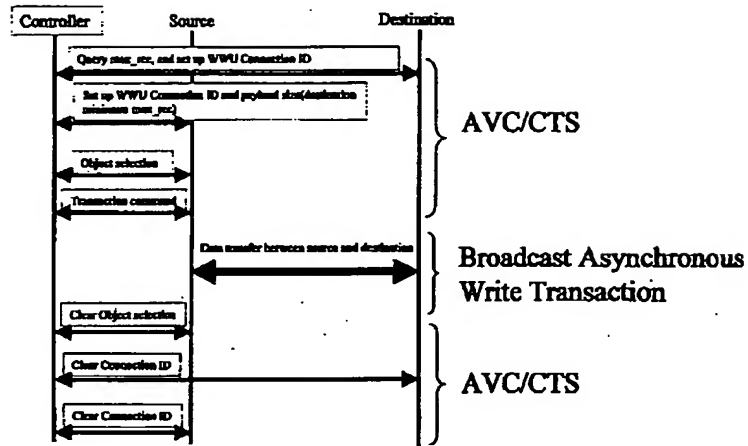 Controller Source Destination
Query max_rec, and set up WWU Connection ID
Set up WWU Connection ID and payload size(destination
minimum max_rec)
AVC/CTS
Object selection
Transaction command
Data transfer between source and destination
Broadcast Asynchronous
Write Transaction
Clear Object selection
Clear Connection ID
AVC/CTS
Clear Connection ID